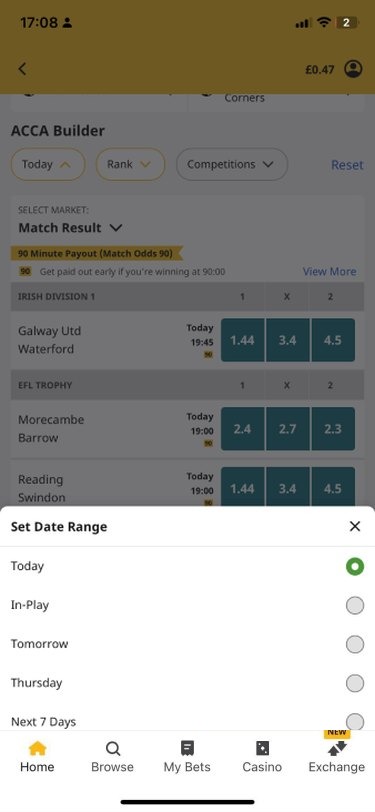 17:08
2
£0.47
Corners
ACCA Builder
Today
Rank
Competitions
Reset
SELECT MARKET:
Match Result
90 Minute Payout (Match Odds 90)
90 Get paid out early if you're winning at 90:00
View More
IRISH DIVISION 1 1 X 2
Galway Utd
Waterford
Today
19:45
90
1.44 3.4 4.5
EFL TROPHY 1 X 2
Morecambe
Barrow
Today
19:00
90
2.4 2.7 2.3
Reading
Swindon
Today
19:00
90
1.44 3.4 4.5
Set Date Range
Today
In-Play
Tomorrow
Thursday
Next 7 Days
NEW
Home Browse My Bets Casino Exchange